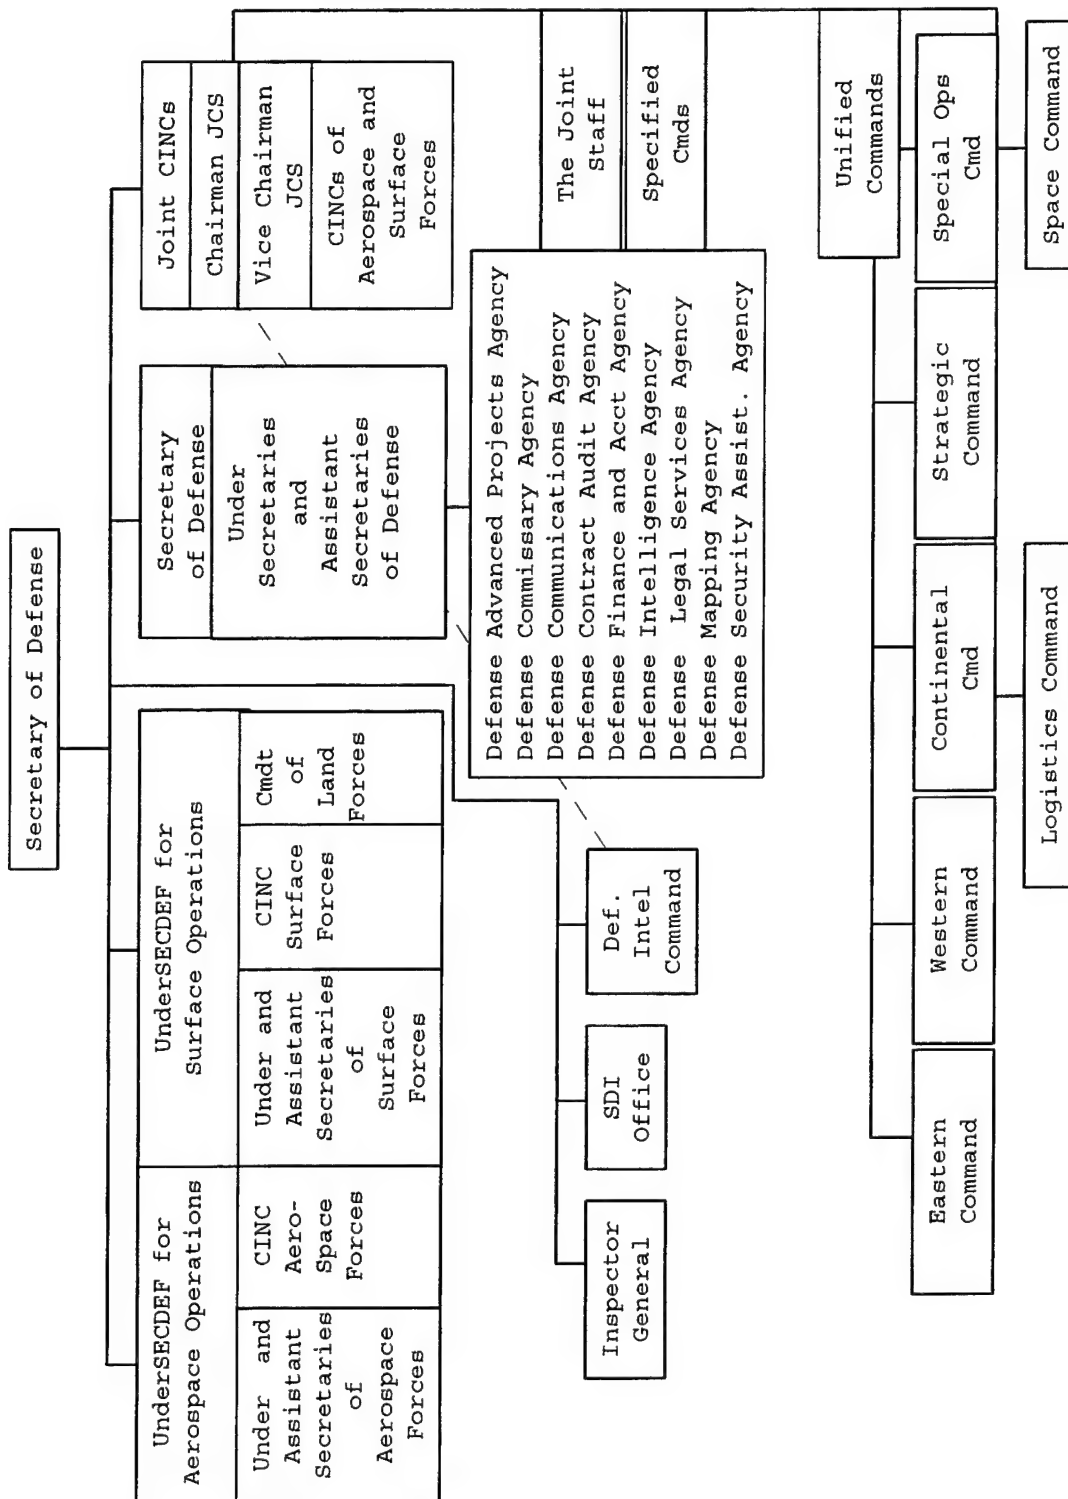 Secretary of Defense
UnderSECDEF for
Aerospace Operations
Under and
Assistant
Secretaries
of
Aerospace
Forces
CINC
Aero-
Space
Forces
UnderSECDEF for
Surface Operations
Under and
Assistant
Secretaries
of
Surface
Forces
CINC
Surface
Forces
Cmdt
of
Land
Forces
Secretary
of Defense
Under
Secretaries
and
Assistant
Secretaries
of Defense
Joint CINCs
Chairman JCS
Vice Chairman
JCS
CINCs of
Aerospace and
Surface
Forces
Defense Advanced Projects Agency
Defense Commissary Agency
Defense Communications Agency
Defense Contract Audit Agency
Defense Finance and Acct Agency
Defense Intelligence Agency
Defense Legal Services Agency
Defense Mapping Agency
Defense Security Assist. Agency
The Joint
Staff
Specified
Cmds
Inspector
General
SDI
Office
Def.
Intel
Command
Unified
Commands
Eastern
Command
Western
Command
Continental
Cmd
Strategic
Command
Special Ops
Cmd
Logistics Command
Space Command